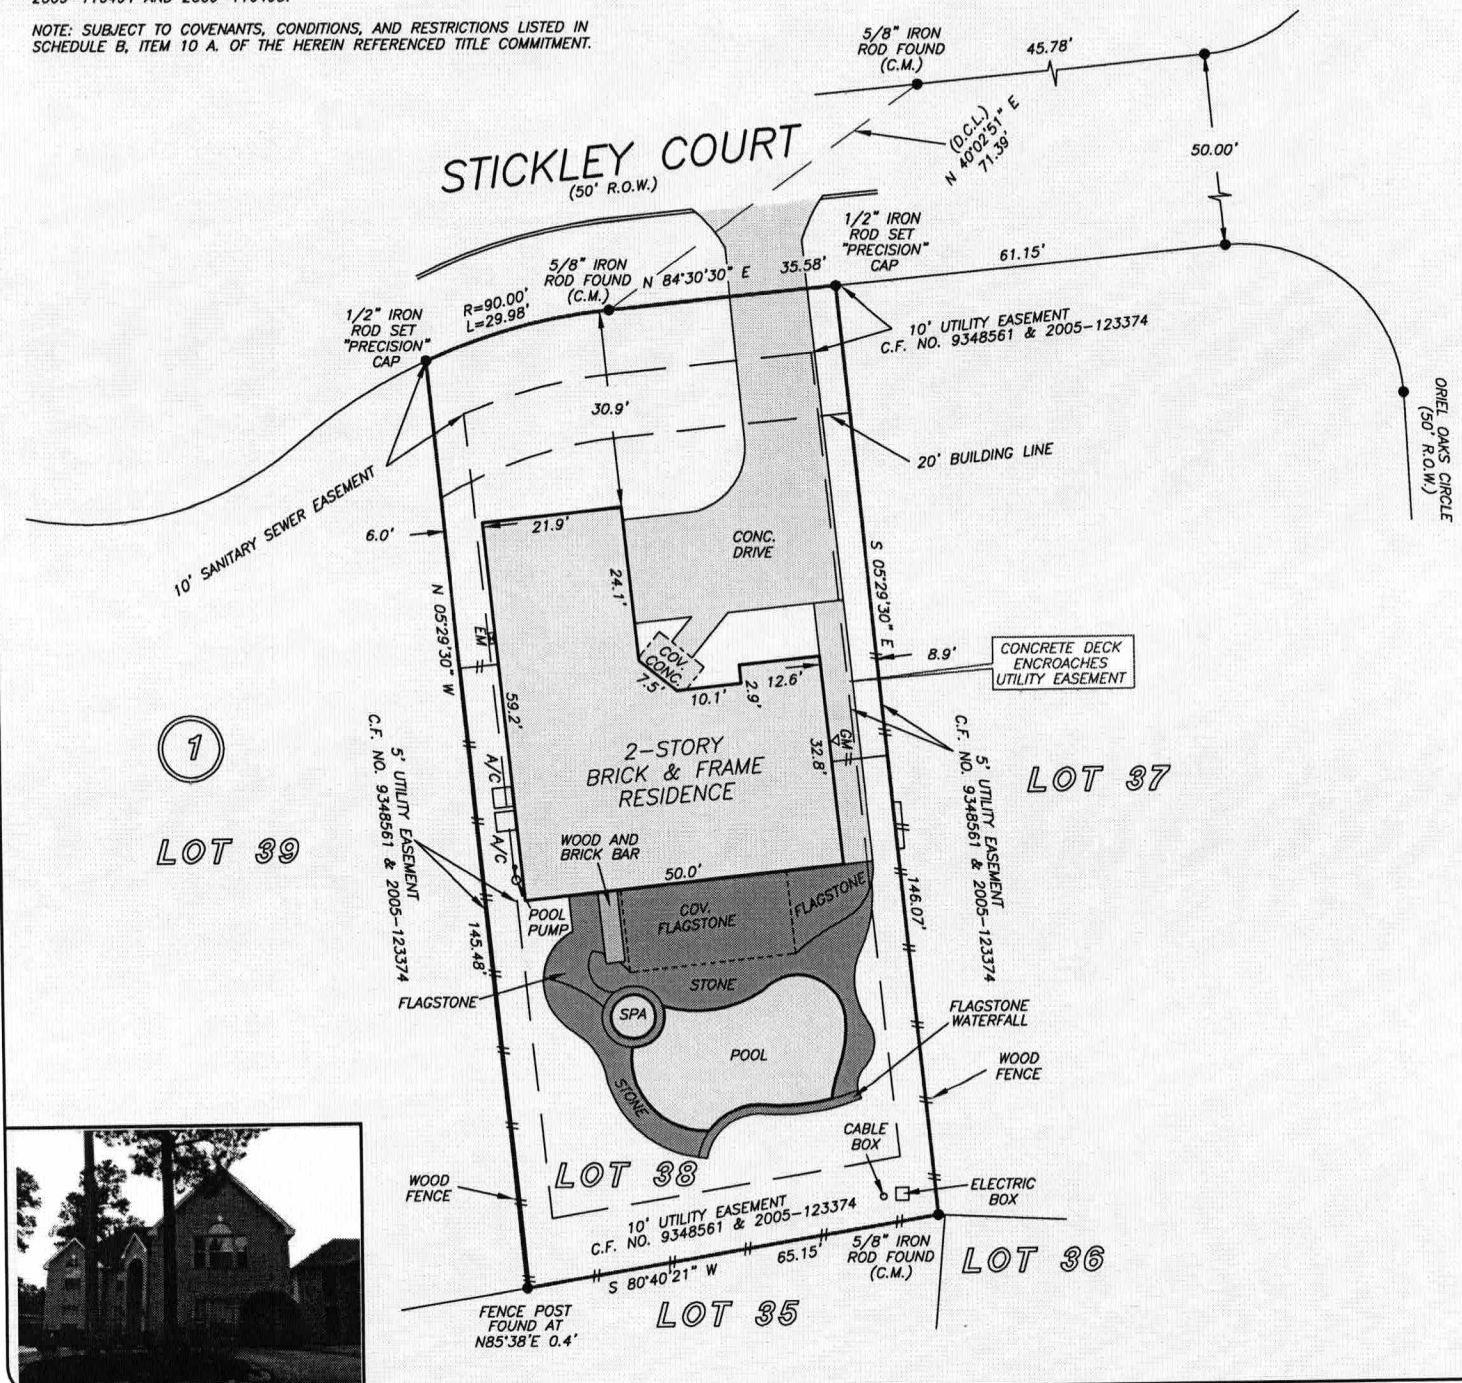 NOTE: SUBJECT TO COVENANTS, CONDITIONS, AND RESTRICTIONS LISTED IN
SCHEDULE B, ITEM 10 A. OF THE HEREIN REFERENCED TITLE COMMITMENT.
5/8" IRON
ROD FOUND
(C.M.)
45.78'
(D.C.L.)
N 40°02'51" E
71.39'
50.00'
STICKLEY COURT
(50' R.O.W.)
1/2" IRON
ROD SET
"PRECISION"
CAP
61.15'
5/8" IRON
ROD FOUND
(C.M.)
N 84°30'30" E
35.58'
R=90.00'
L=29.98'
1/2" IRON
ROD SET
"PRECISION"
CAP
10' UTILITY EASEMENT
C.F. NO. 9348561 & 2005-123374
ORIEL OAKS CIRCLE
(50' R.O.W.)
30.9'
20' BUILDING LINE
10' SANITARY SEWER EASEMENT
6.0'
21.9'
CONC.
DRIVE
24.1'
S 05°29'30" E
N 05°29'30" W
EM
COV.
CONC.
7.5'
10.1'
2.9'
12.6'
8.9'
CONCRETE DECK
ENCROACHES
UTILITY EASEMENT
59.2'
32.8'
GM
1
2-STORY
BRICK & FRAME
RESIDENCE
A/C
A/C
LOT 37
LOT 39
5' UTILITY EASEMENT
C.F. NO. 9348561 & 2005-123374
5' UTILITY EASEMENT
C.F. NO. 9348561 & 2005-123374
WOOD AND
BRICK BAR
50.0'
POOL
PUMP
COV.
FLAGSTONE
FLAGSTONE
146.07'
145.48'
FLAGSTONE
STONE
SPA
POOL
FLAGSTONE
WATERFALL
WOOD
FENCE
STONE
CABLE
BOX
LOT 38
WOOD
FENCE
ELECTRIC
BOX
10' UTILITY EASEMENT
C.F. NO. 9348561 & 2005-123374
S 80°40'21" W
65.15'
5/8" IRON
ROD FOUND
(C.M.)
LOT 36
LOT 35
FENCE POST
FOUND AT
N85°38'E 0.4'